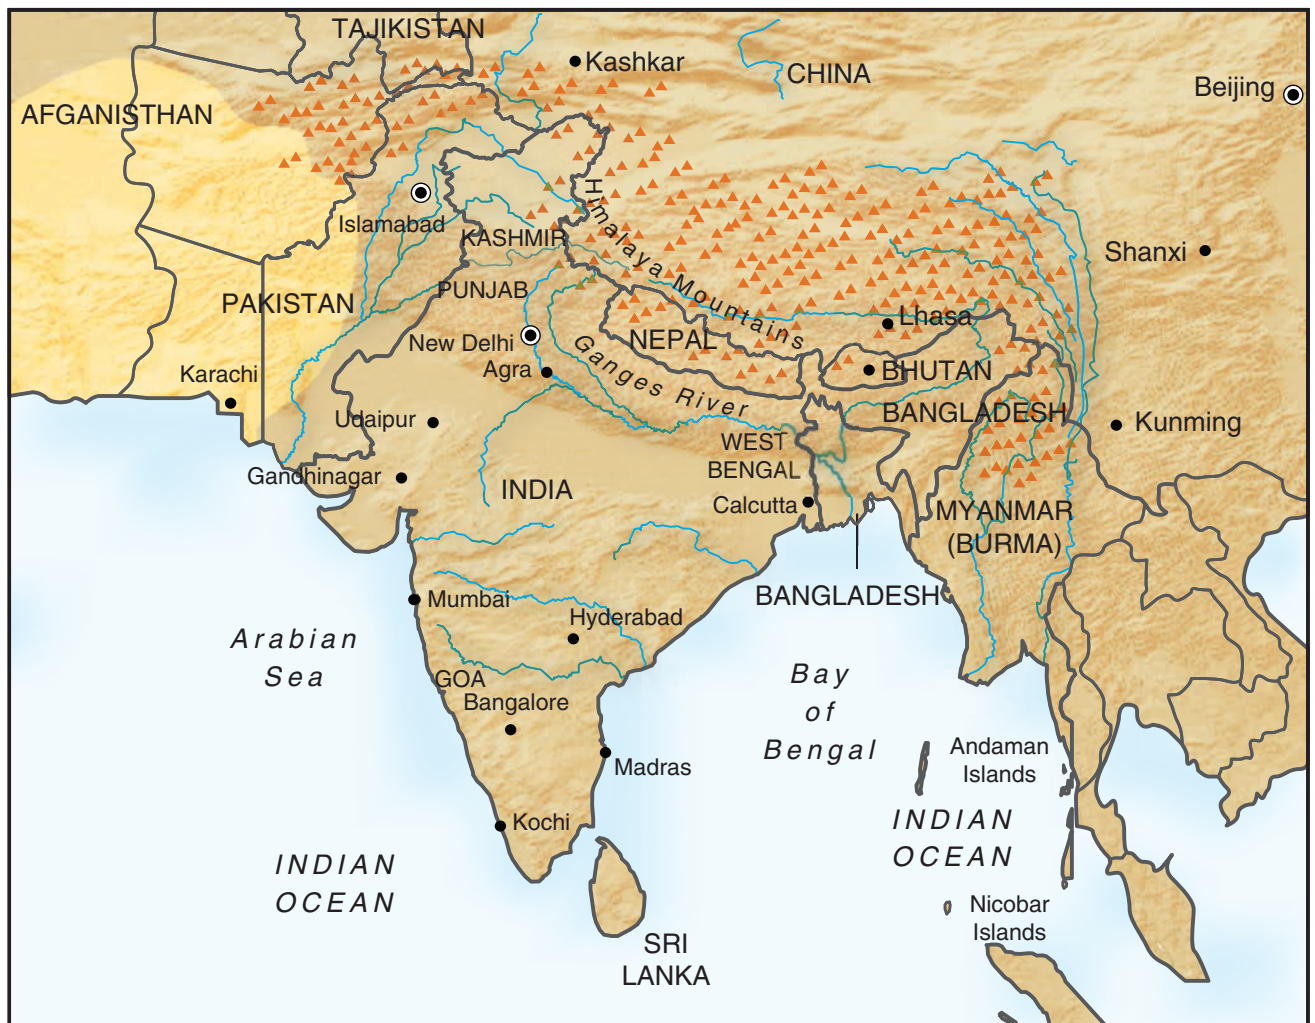 TAJIKISTAN
Kashkar
CHINA
Beijing
AFGANISTHAN
Himalaya Mountains
Islamabad
KASHMIR
Shanxi
PAKISTAN
PUNJAB
Lhasa
New Delhi
NEPAL
Agra
Ganges River
BHUTAN
Karachi
BANGLADESH
Udaipur
Kunming
WEST
BENGAL
Gandhinagar
INDIA
Calcutta
MYANMAR
(BURMA)
BANGLADESH
Mumbai
Hyderabad
Arabian
Sea
GOA
Bangalore
Bay
of
Bengal
Madras
Andaman
Islands
Kochi
INDIAN
OCEAN
INDIAN
OCEAN
Nicobar
Islands
SRI
LANKA